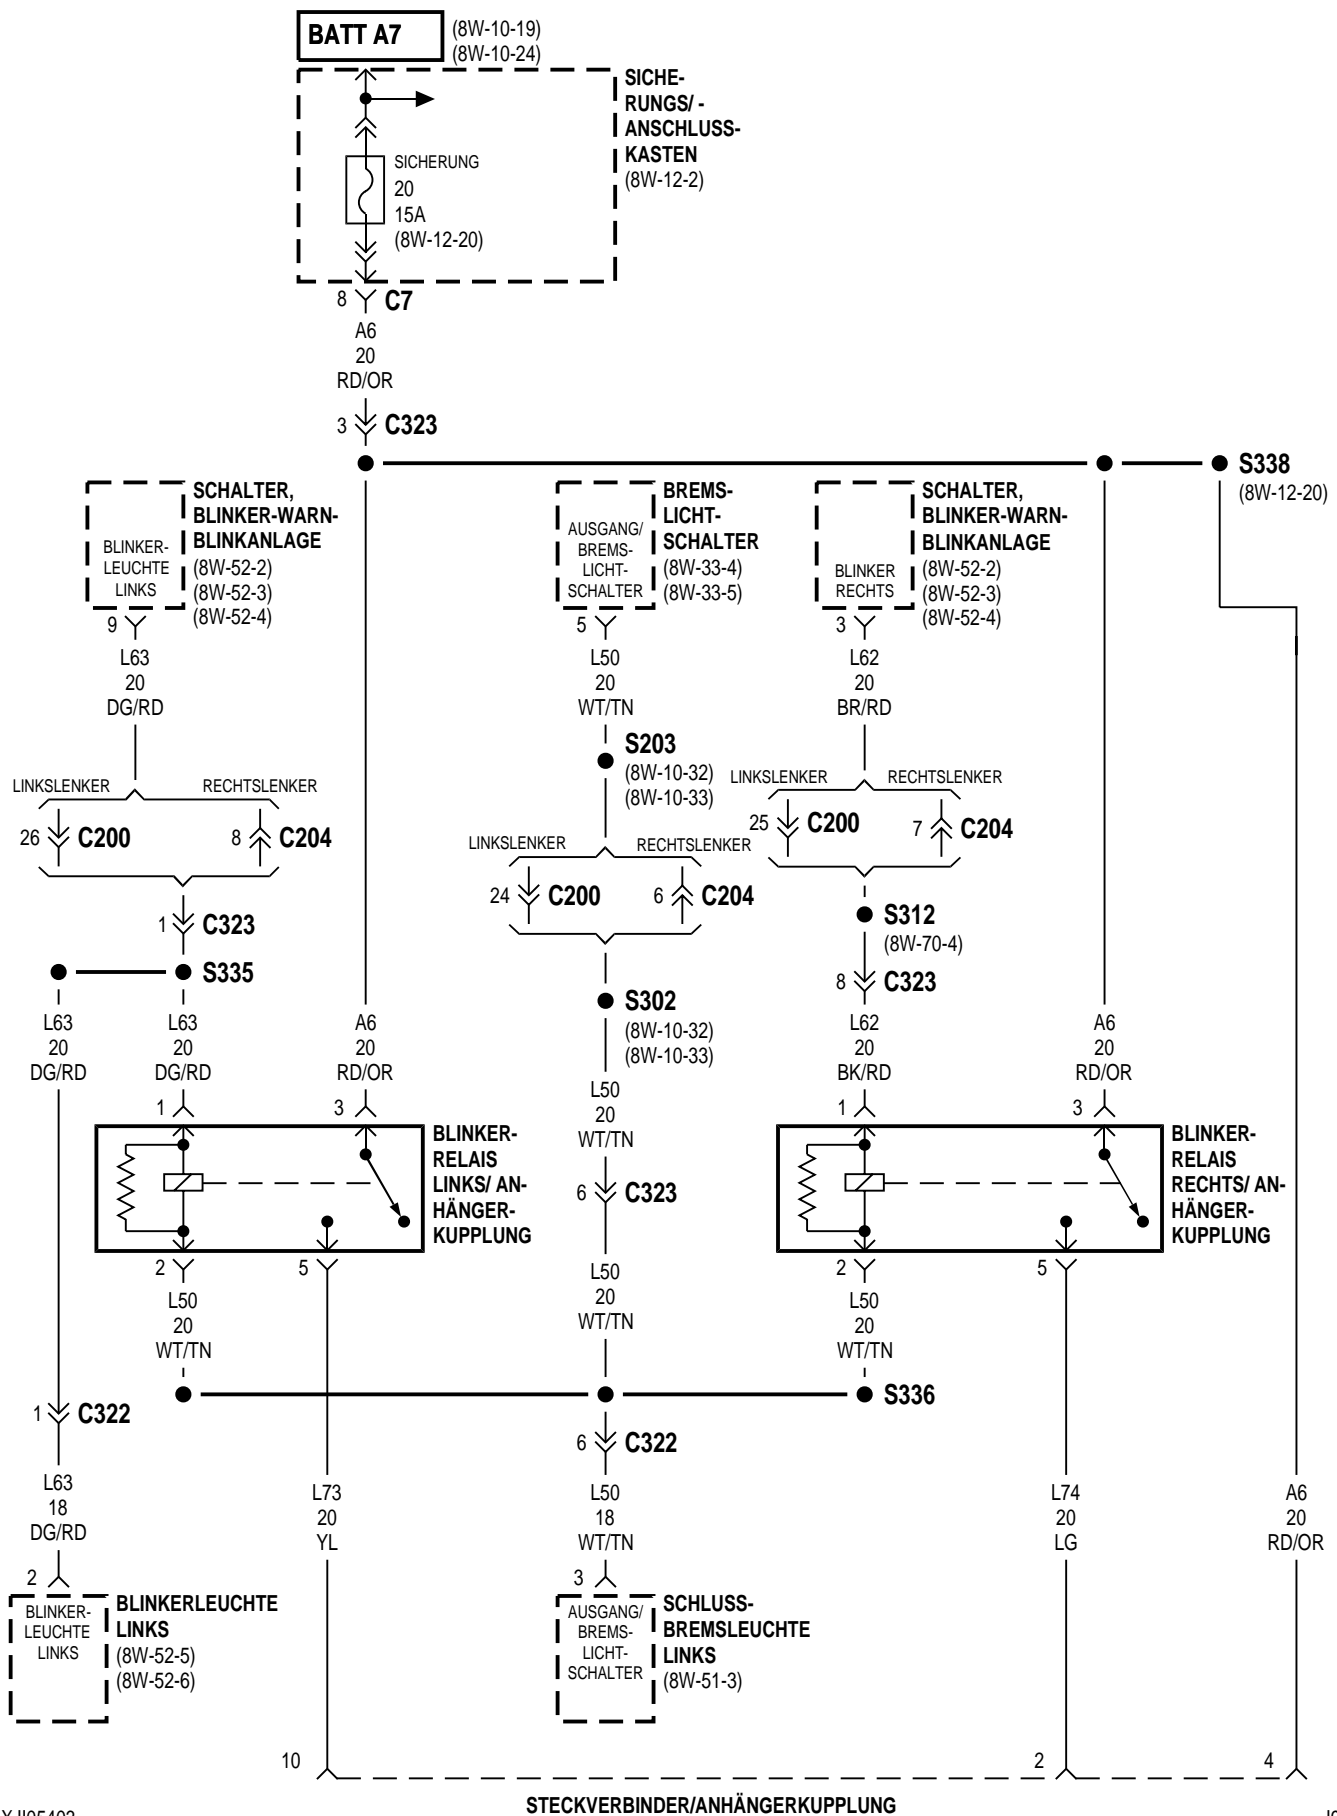 BATT A7
(8W-10-19)
(8W-10-24)
SICHE-
RUNGS/ -
ANSCHLUSS-
KASTEN
(8W-12-2)
SICHERUNG
20
15A
(8W-12-20)
8
C7
A6
20
RD/OR
3
C323
S338
(8W-12-20)
BLINKER-
LEUCHTE
LINKS
SCHALTER,
BLINKER-WARN-
BLINKANLAGE
(8W-52-2)
(8W-52-3)
(8W-52-4)
9
L63
20
DG/RD
AUSGANG/
BREMS-
LICHT-
SCHALTER
BREMS-
LICHT-
SCHALTER
(8W-33-4)
(8W-33-5)
5
L50
20
WT/TN
BLINKER
RECHTS
SCHALTER,
BLINKER-WARN-
BLINKANLAGE
(8W-52-2)
(8W-52-3)
(8W-52-4)
3
L62
20
BR/RD
S203
(8W-10-32)
(8W-10-33)
LINKSLENKER
RECHTSLENKER
26
C200
8
C204
LINKSLENKER
RECHTSLENKER
24
C200
6
C204
LINKSLENKER
RECHTSLENKER
25
C200
7
C204
1
C323
S335
S312
(8W-70-4)
8
C323
S302
(8W-10-32)
(8W-10-33)
L63
20
DG/RD
L63
20
DG/RD
A6
20
RD/OR
L50
20
WT/TN
L62
20
BK/RD
A6
20
RD/OR
1
3
1
3
BLINKER-
RELAIS
LINKS/ AN-
HÄNGER-
KUPPLUNG
6
C323
BLINKER-
RELAIS
RECHTS/ AN-
HÄNGER-
KUPPLUNG
2
5
2
5
L50
20
WT/TN
L50
20
WT/TN
L50
20
WT/TN
S336
1
C322
6
C322
L63
18
DG/RD
L73
20
YL
L50
18
WT/TN
L74
20
LG
A6
20
RD/OR
2
BLINKER-
LEUCHTE
LINKS
BLINKERLEUCHTE
LINKS
(8W-52-5)
(8W-52-6)
3
AUSGANG/
BREMS-
LICHT-
SCHALTER
SCHLUSS-
BREMSLEUCHTE
LINKS
(8W-51-3)
10
2
4
STECKVERBINDER/ANHÄNGERKUPPLUNG